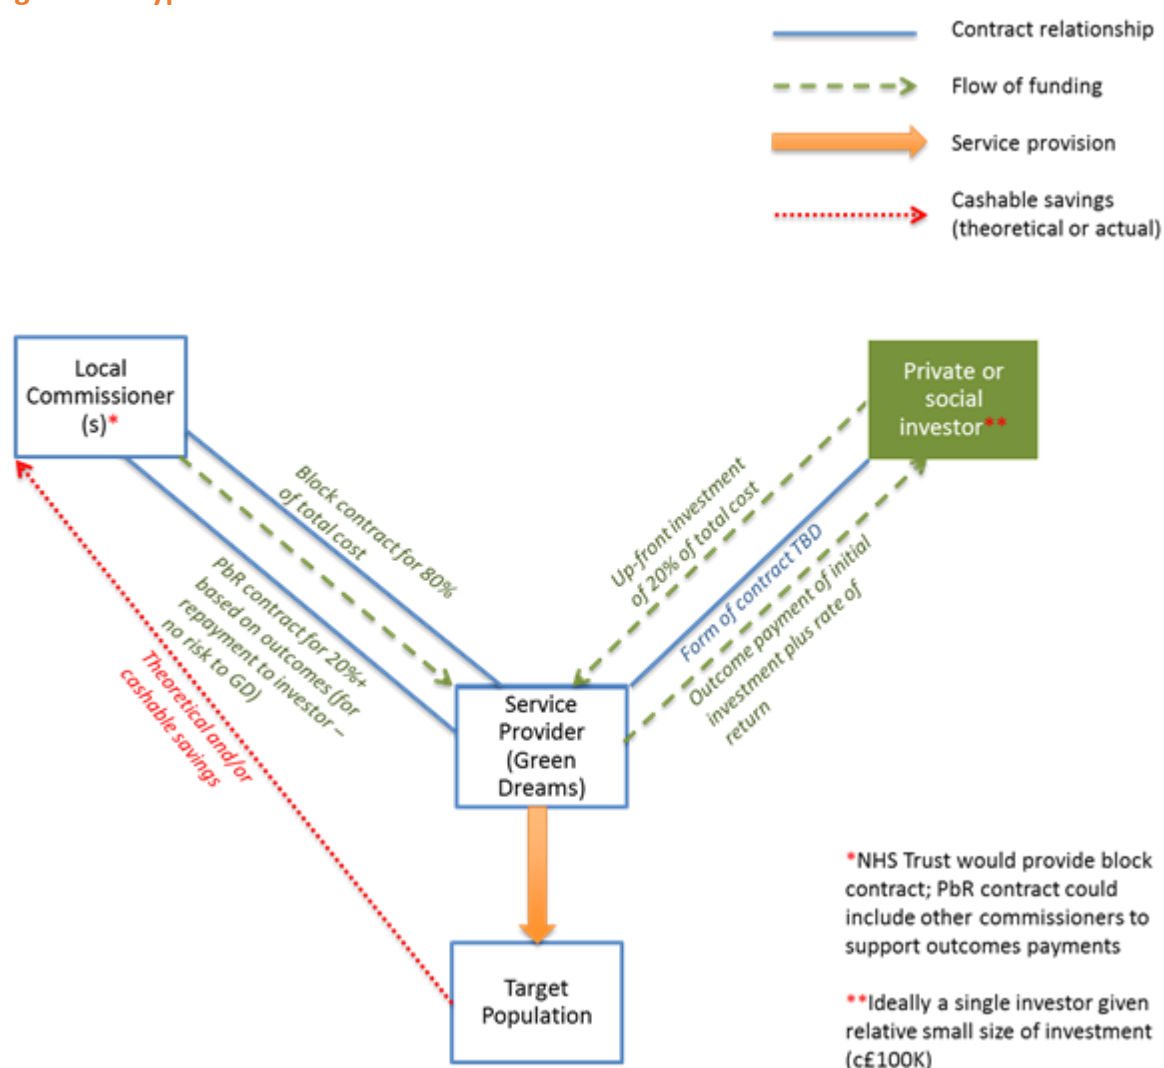 Contract relationship
Flow of funding
Service provision
Cashable savings
(theoretical or actual)
Local
Commissioner
(s)*
Private or
social
investor**
Block contract for 80%
of total cost
PbR contract for 20%+
based on outcomes (for
repayment to investor –
no risk to GD)
Theoretical and/or
cashable savings
Up-front investment
of 20% of total cost
Form of contract TBD
Outcome payment of initial
investment plus rate of
return
Service
Provider
(Green
Dreams)
Target
Population
*NHS Trust would provide block
contract; PbR contract could
include other commissioners to
support outcomes payments
**Ideally a single investor given
relative small size of investment
(c£100K)